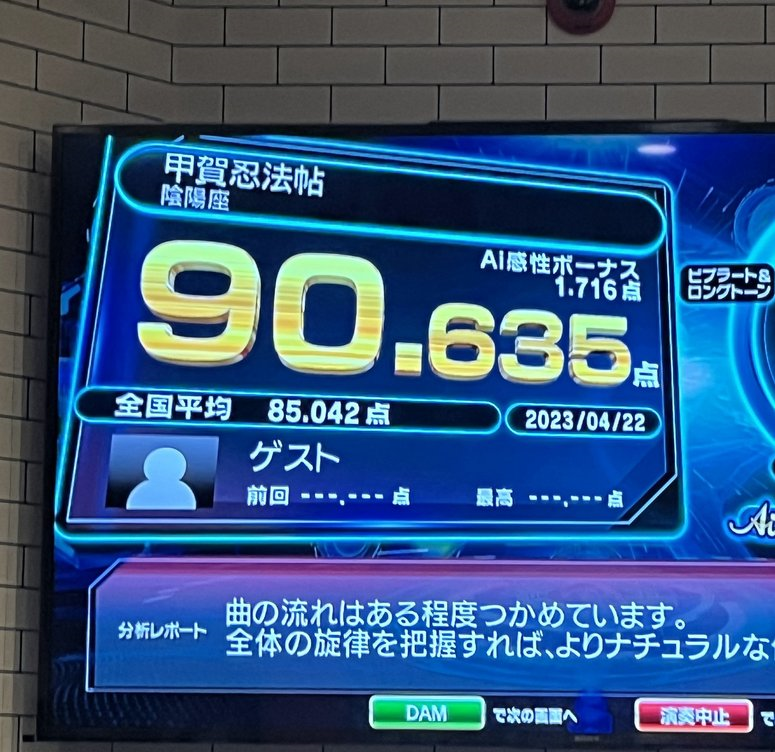 甲賀忍法帖
陰陽座
AI感性ボーナス
1.716点
90.635点
ビブラート&
ロングトーン
全国平均 85.042点
2023/04/22
ゲスト
前回 ---.--- 点 最高 ---.--- 点
Ai
分析レポート
曲の流れはある程度つかめています。
全体の旋律を把握すれば、よりナチュラルな
DAM で次の画面へ 演奏中止 で